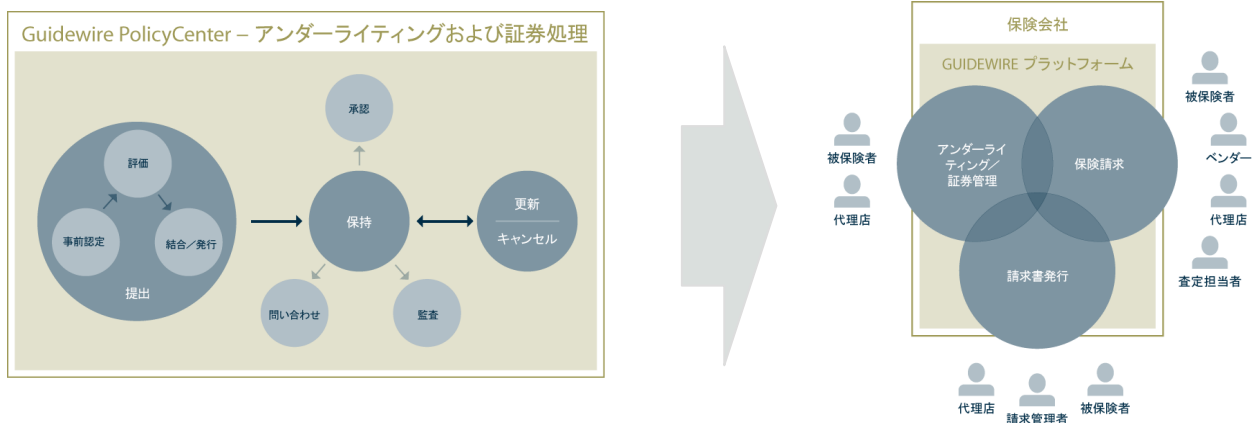 Guidewire PolicyCenter – アンダーライティングおよび証券処理
承認
評価
事前認定
結合／発行
提出
保持
更新
キャンセル
問い合わせ
監査
保険会社
GUIDEWIRE プラットフォーム
アンダーライ
ティング／
証券管理
保険請求
請求書発行
被保険者
代理店
被保険者
ベンダー
代理店
査定担当者
代理店
請求管理者
被保険者